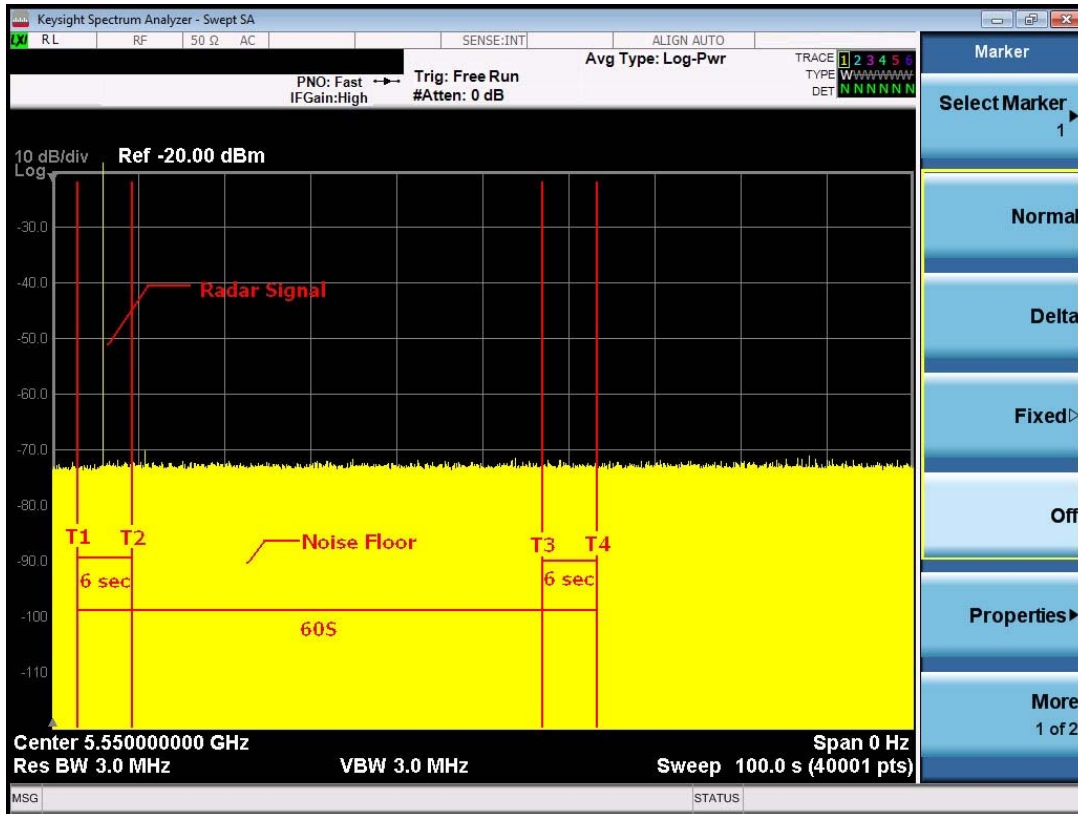 Keysight Spectrum Analyzer - Swept SA
LXI RL RF 50 Ω AC SENSE:INT ALIGN AUTO
PNO: Fast
IFGain:High
Trig: Free Run
#Atten: 0 dB
Avg Type: Log-Pwr
TRACE 1 2 3 4 5 6
TYPE WWWWWWW
DET N N N N N N
10 dB/div
Log
Ref -20.00 dBm
-30.0
-40.0
-50.0
-60.0
-70.0
-80.0
-90.0
-100
-110
Radar Signal
T1 T2
Noise Floor
T3 T4
6 sec
6 sec
60S
Center 5.550000000 GHz
Span 0 Hz
Res BW 3.0 MHz
VBW 3.0 MHz
Sweep 100.0 s (40001 pts)
MSG
STATUS
Marker
Select Marker
1
Normal
Delta
Fixed
Off
Properties
More
1 of 2